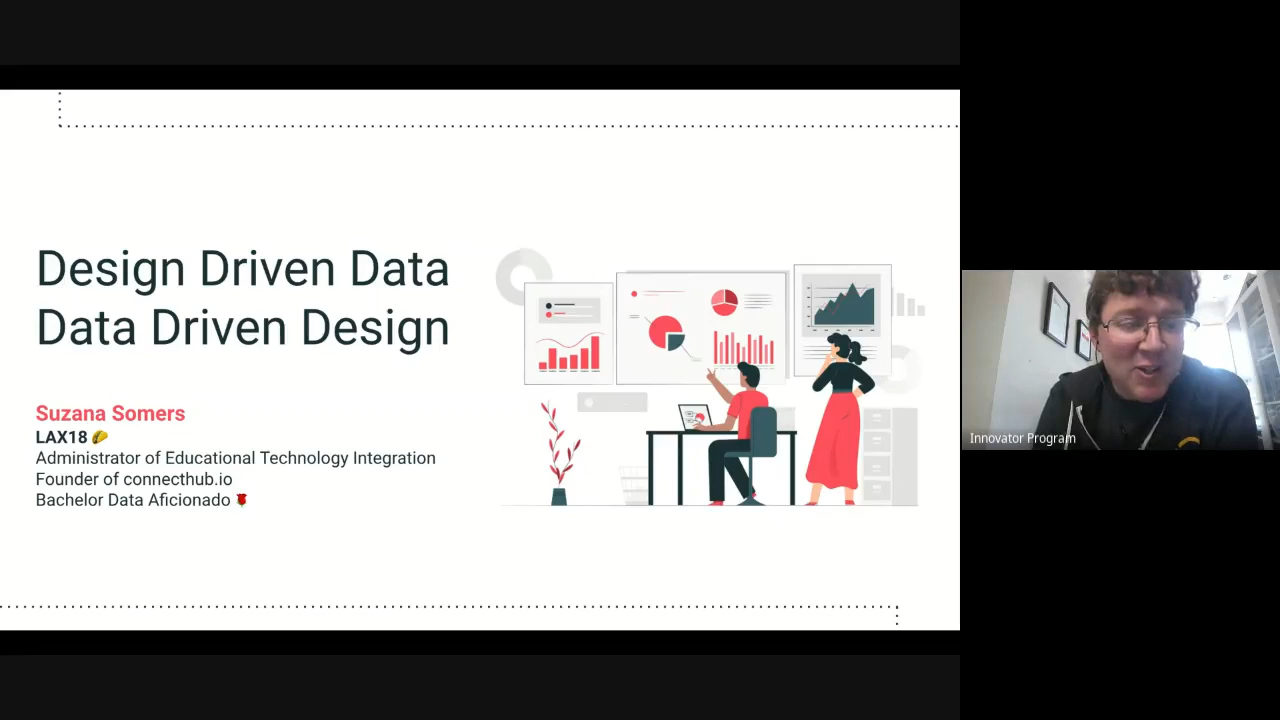 Design Driven Data
Data Driven Design
Suzana Somers
LAX18 🌮
Administrator of Educational Technology Integration
Founder of connecthub.io
Bachelor Data Aficionado 🌹
Innovator Program